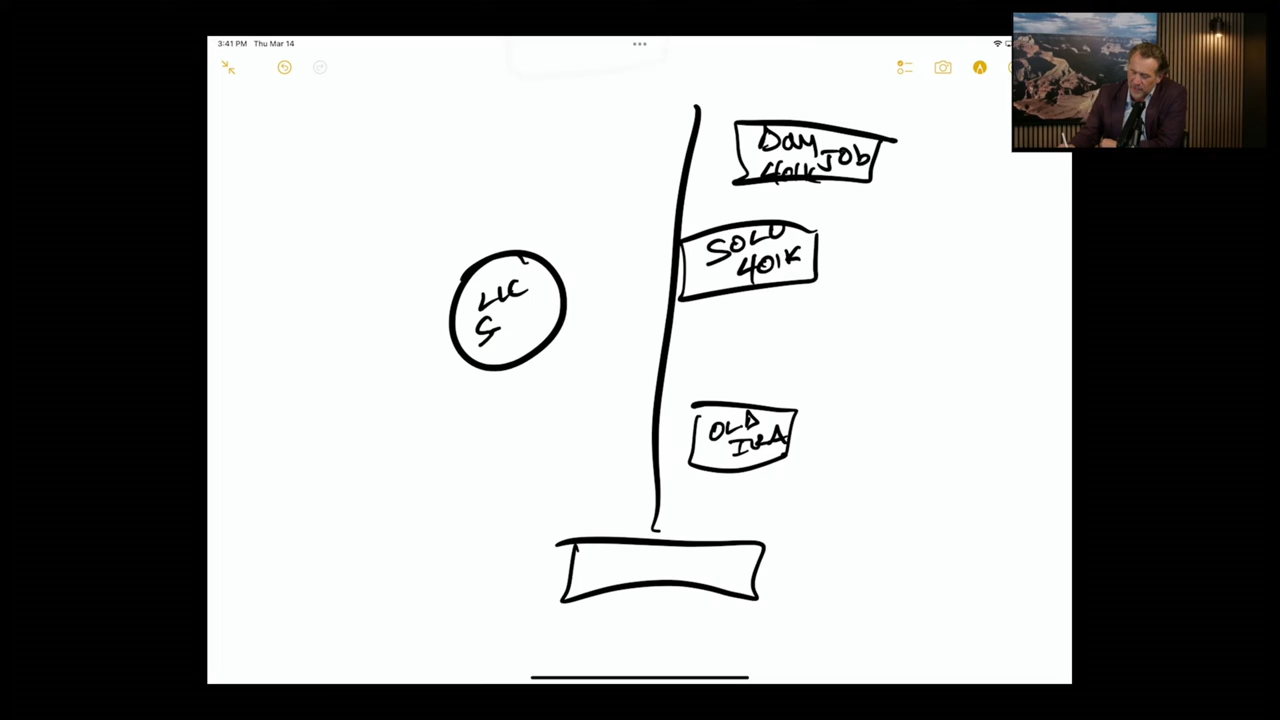 3:41 PM Thu Mar 14
Day Job
401K
SOLO
401K
LLC
S
OLD
IRA